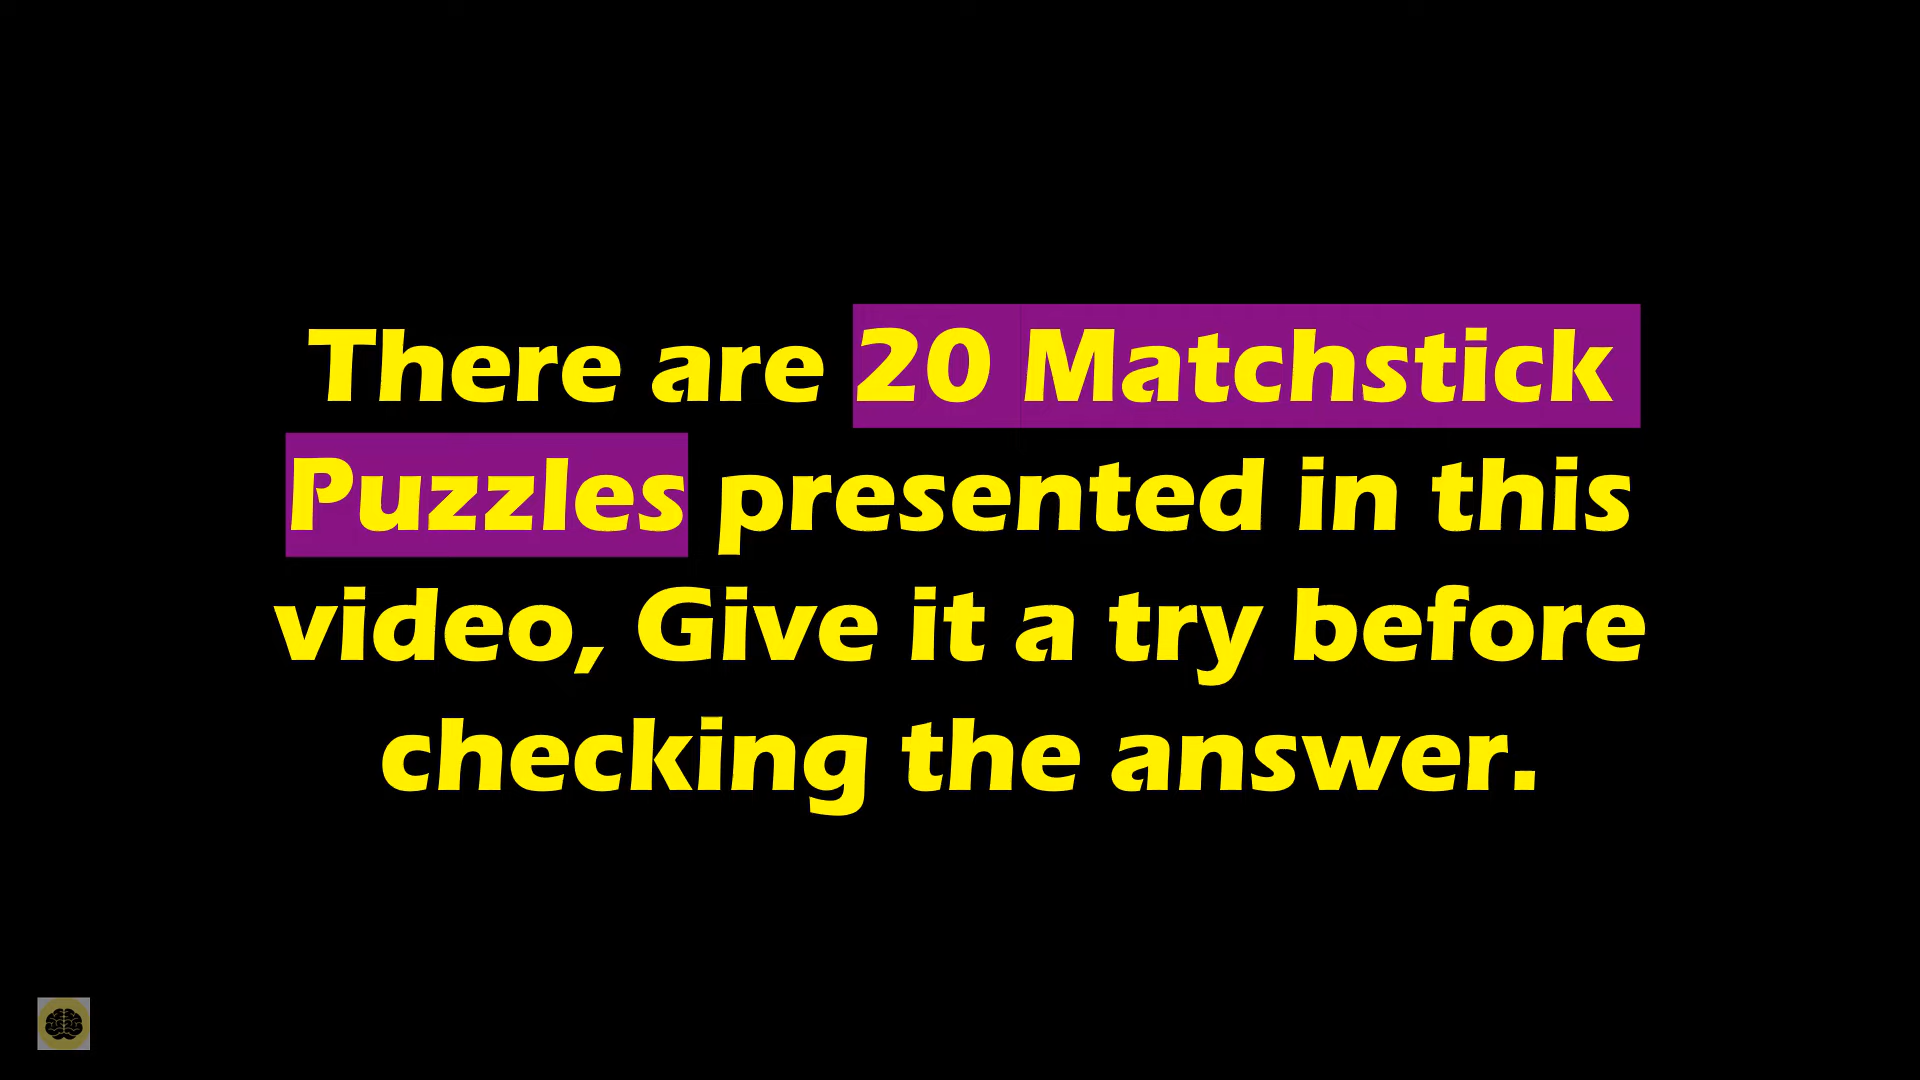 There are 20 Matchstick
Puzzles presented in this
video, Give it a try before
checking the answer.